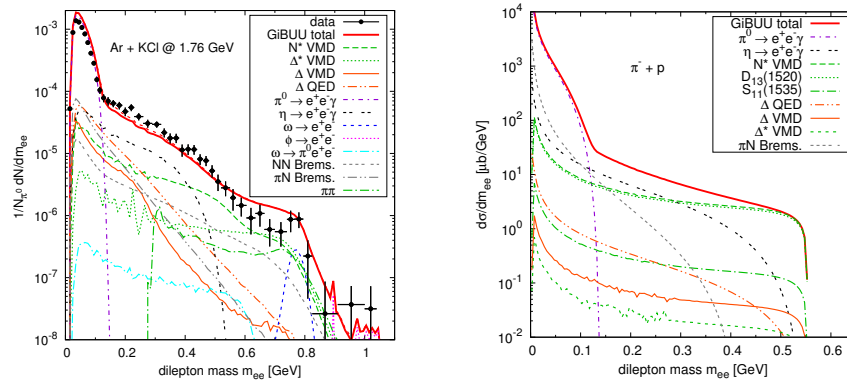 Ar + KCl @ 1.76 GeV
data
GiBUU total
N* VMD
Δ* VMD
Δ VMD
Δ QED
π⁰ → e⁺e⁻γ
η → e⁺e⁻γ
ω → e⁺e⁻
ϕ → e⁺e⁻
ω → π⁰e⁺e⁻
NN Brems.
πN Brems.
ππ
1/N_π⁰ dN/dm_ee
10⁻³
10⁻⁴
10⁻⁵
10⁻⁶
10⁻⁷
10⁻⁸
0 0.2 0.4 0.6 0.8 1
dilepton mass m_ee [GeV]
π⁻ + p
GiBUU total
π⁰ → e⁺e⁻γ
η → e⁺e⁻γ
N* VMD
D₁₃(1520)
S₁₁(1535)
Δ QED
Δ VMD
Δ* VMD
πN Brems.
dσ/dm_ee [μb/GeV]
10⁴
10³
10²
10¹
10⁰
10⁻¹
10⁻²
0 0.1 0.2 0.3 0.4 0.5 0.6
dilepton mass m_ee [GeV]